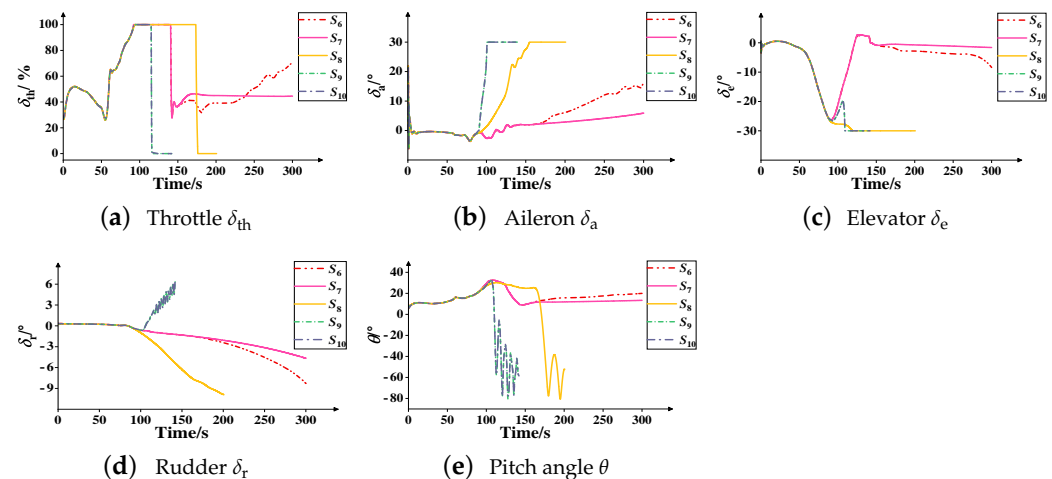 δth/ %
100
80
60
40
20
0
0 50 100 150 200 250 300
Time/s
S6
S7
S8
S9
S10
(a) Throttle δth
δa/°
30
20
10
0
0 50 100 150 200 250 300
Time/s
S6
S7
S8
S9
S10
(b) Aileron δa
δe/°
0
-10
-20
-30
0 50 100 150 200 250 300
Time/s
S6
S7
S8
S9
S10
(c) Elevator δe
δr/°
6
3
0
-3
-6
-9
0 50 100 150 200 250 300
Time/s
S6
S7
S8
S9
S10
(d) Rudder δr
θ/°
40
20
0
-20
-40
-60
-80
0 50 100 150 200 250 300
Time/s
S6
S7
S8
S9
S10
(e) Pitch angle θ